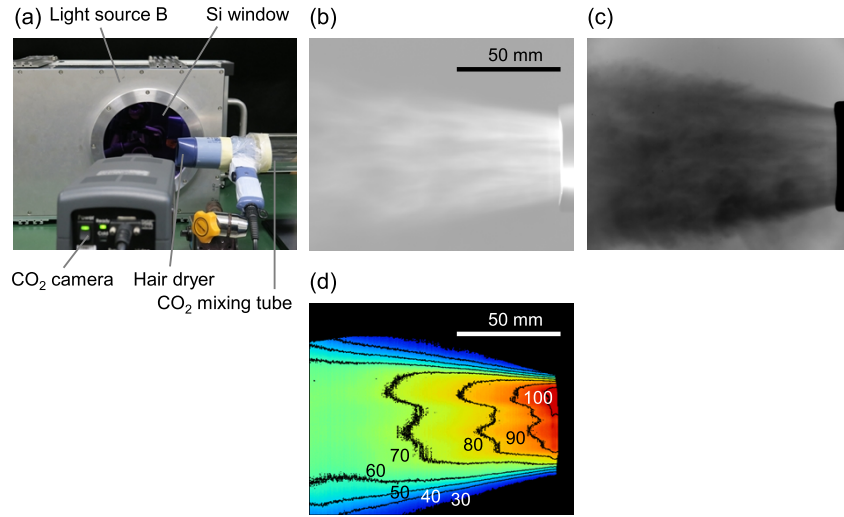 (a)
Light source B
Si window
(b)
50 mm
(c)
CO₂ camera
Hair dryer
CO₂ mixing tube
(d)
50 mm
100
90
80
70
60
50
40
30